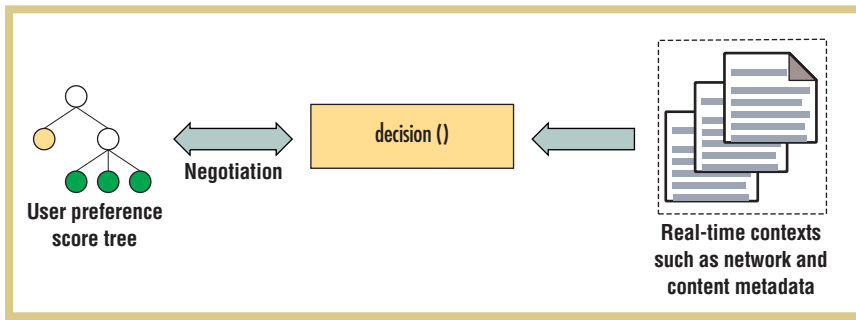 decision ()
Negotiation
User preference
score tree
Real-time contexts
such as network and
content metadata